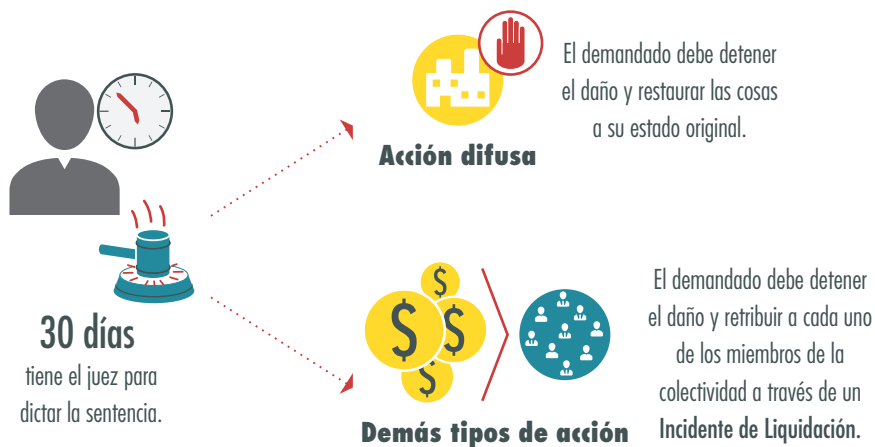 30 días
tiene el juez para
dictar la sentencia.
Acción difusa
El demandado debe detener
el daño y restaurar las cosas
a su estado original.
$
$
$
$
Demás tipos de acción
El demandado debe detener
el daño y retribuir a cada uno
de los miembros de la
colectividad a través de un
Incidente de Liquidación.